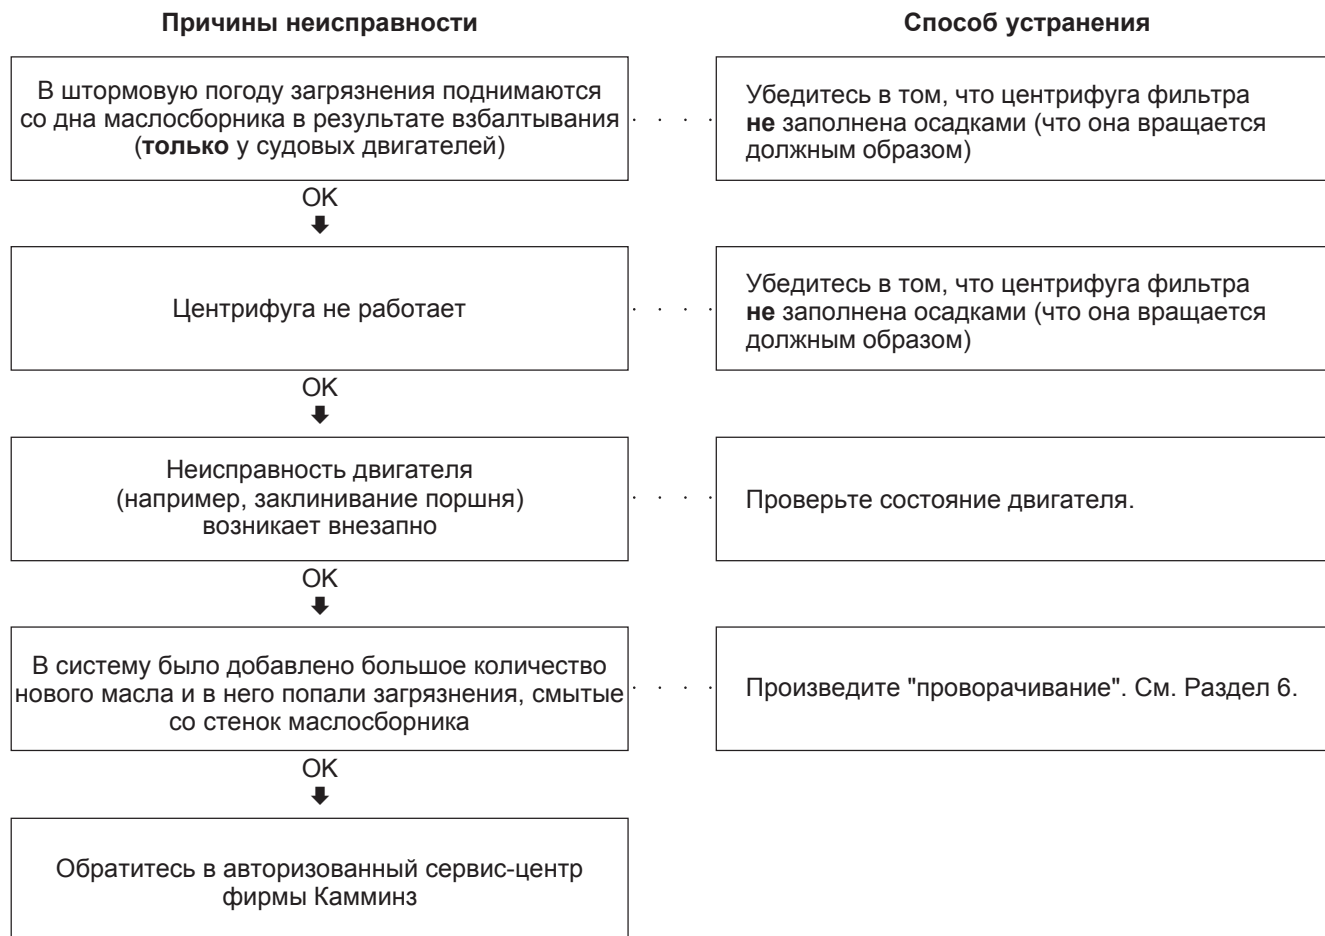 Причины неисправности
Способ устранения
В штормовую погоду загрязнения поднимаются
со дна маслосборника в результате взбалтывания
(только у судовых двигателей)
Убедитесь в том, что центрифуга фильтра
не заполнена осадками (что она вращается
должным образом)
OK
Центрифуга не работает
Убедитесь в том, что центрифуга фильтра
не заполнена осадками (что она вращается
должным образом)
OK
Неисправность двигателя
(например, заклинивание поршня)
возникает внезапно
Проверьте состояние двигателя.
OK
В систему было добавлено большое количество
нового масла и в него попали загрязнения, смытые
со стенок маслосборника
Произведите "проворачивание". См. Раздел 6.
OK
Обратитесь в авторизованный сервис-центр
фирмы Камминз